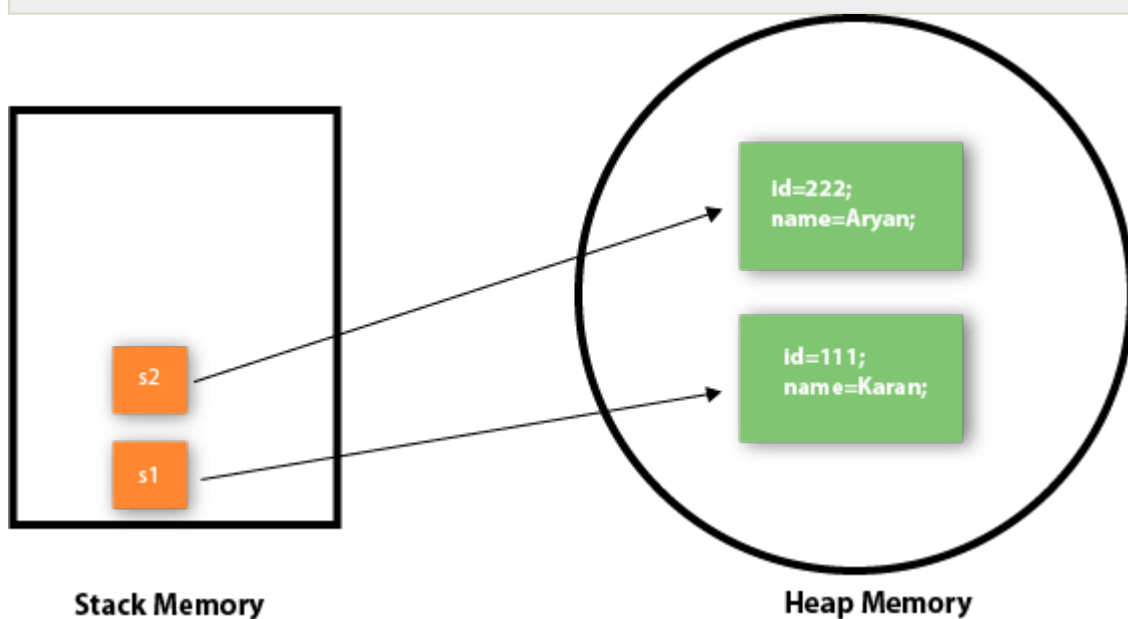 id=222;
name=Aryan;
s2
id=111;
name=Karan;
s1
Stack Memory
Heap Memory